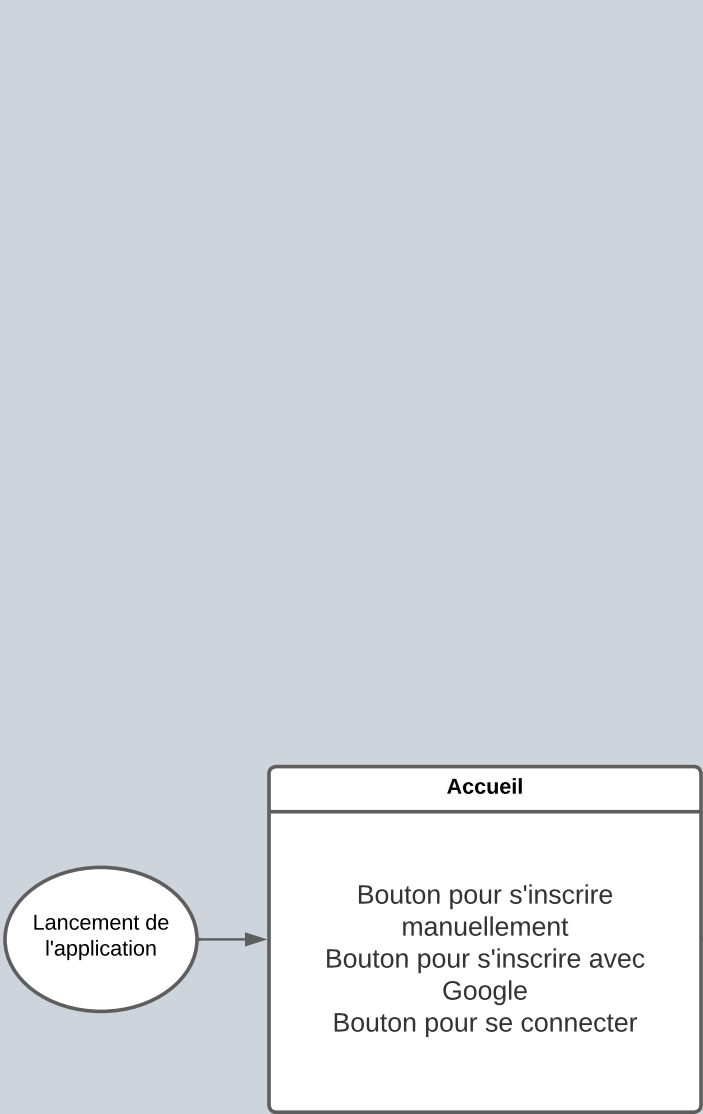 Accueil
Lancement de
l'application
Bouton pour s'inscrire
manuellement
Bouton pour s'inscrire avec
Google
Bouton pour se connecter